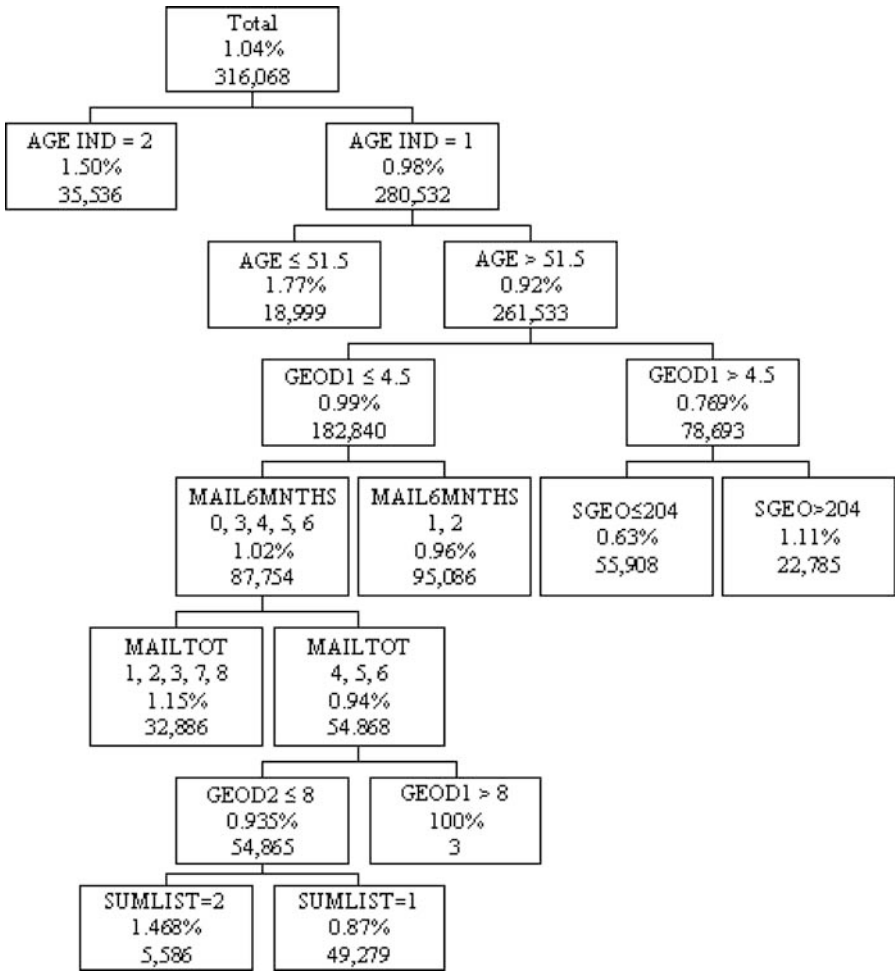 Total
1.04%
316,068
AGE IND = 2
1.50%
35,536
AGE IND = 1
0.98%
280,532
AGE ≤ 51.5
1.77%
18,999
AGE > 51.5
0.92%
261,533
GEOD1 ≤ 4.5
0.99%
182,840
GEOD1 > 4.5
0.769%
78,693
MAIL6MNTHS
0, 3, 4, 5, 6
1.02%
87,754
MAIL6MNTHS
1, 2
0.96%
95,086
SGEO≤204
0.63%
55,908
SGEO>204
1.11%
22,785
MAILTOT
1, 2, 3, 7, 8
1.15%
32,886
MAILTOT
4, 5, 6
0.94%
54.868
GEOD2 ≤ 8
0.935%
54,865
GEOD1 > 8
100%
3
SUMLIST=2
1.468%
5,586
SUMLIST=1
0.87%
49,279